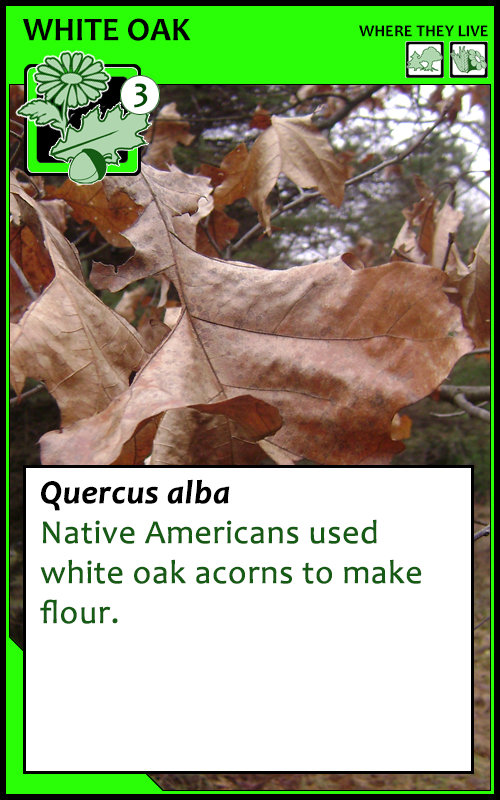 WHITE OAK
WHERE THEY LIVE
3
Quercus alba
Native Americans used
white oak acorns to make
flour.